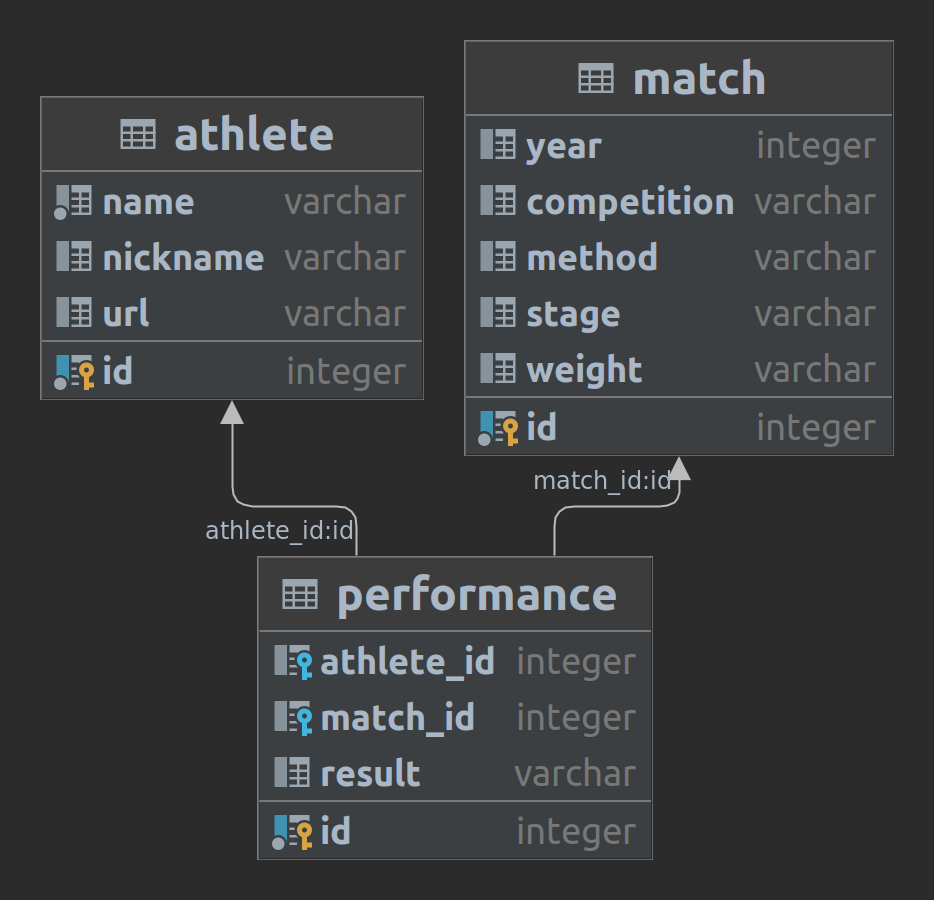 athlete
name varchar
nickname varchar
url varchar
id integer
match
year integer
competition varchar
method varchar
stage varchar
weight varchar
id integer
athlete_id:id
match_id:id
performance
athlete_id integer
match_id integer
result varchar
id integer